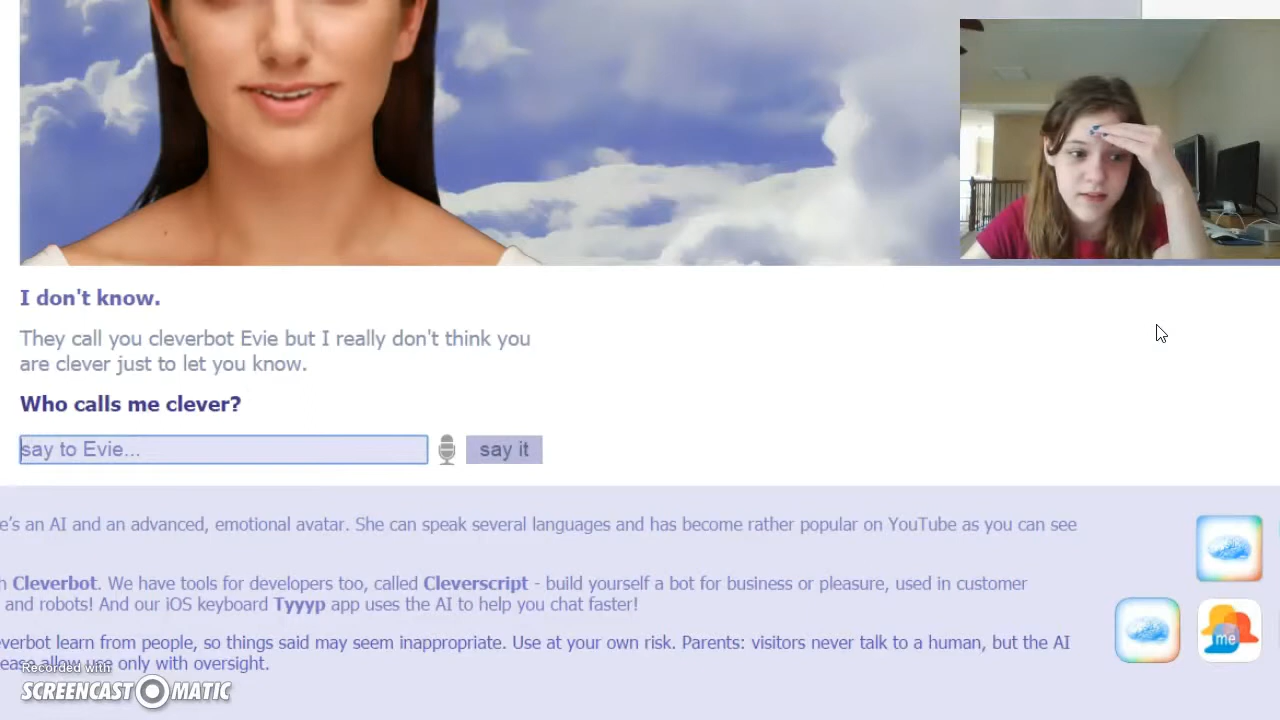 I don't know.
They call you cleverbot Evie but I really don't think you
are clever just to let you know.
Who calls me clever?
say to Evie...
say it
e's an AI and an advanced, emotional avatar. She can speak several languages and has become rather popular on YouTube as you can see
h Cleverbot. We have tools for developers too, called Cleverscript - build yourself a bot for business or pleasure, used in customer
and robots! And our iOS keyboard Tyyyp app uses the AI to help you chat faster!
me
everbot learn from people, so things said may seem inappropriate. Use at your own risk. Parents: visitors never talk to a human, but the AI
only with oversight.
Recorded with
SCREENCAST MATIC